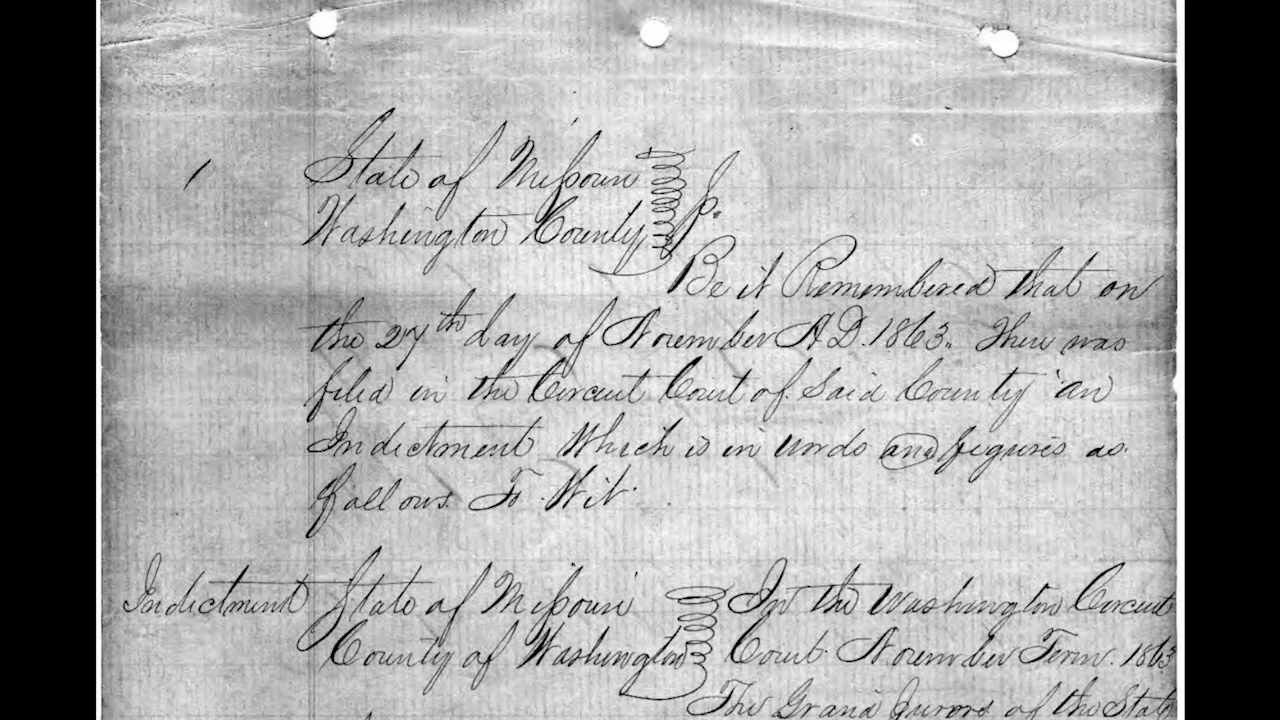 1 State of Missouri
Washington County } Ss.
Be it Remembered that on
the 27th day of November A.D. 1863. There was
filed in the Circuit Court of Said County an
Indictment Which is in words and figures as
follows. To. Wit.
Indictment State of Missouri } In the Washington Circuit
County of Washington } Court. November Term. 1863
The Grand Jurors of the State